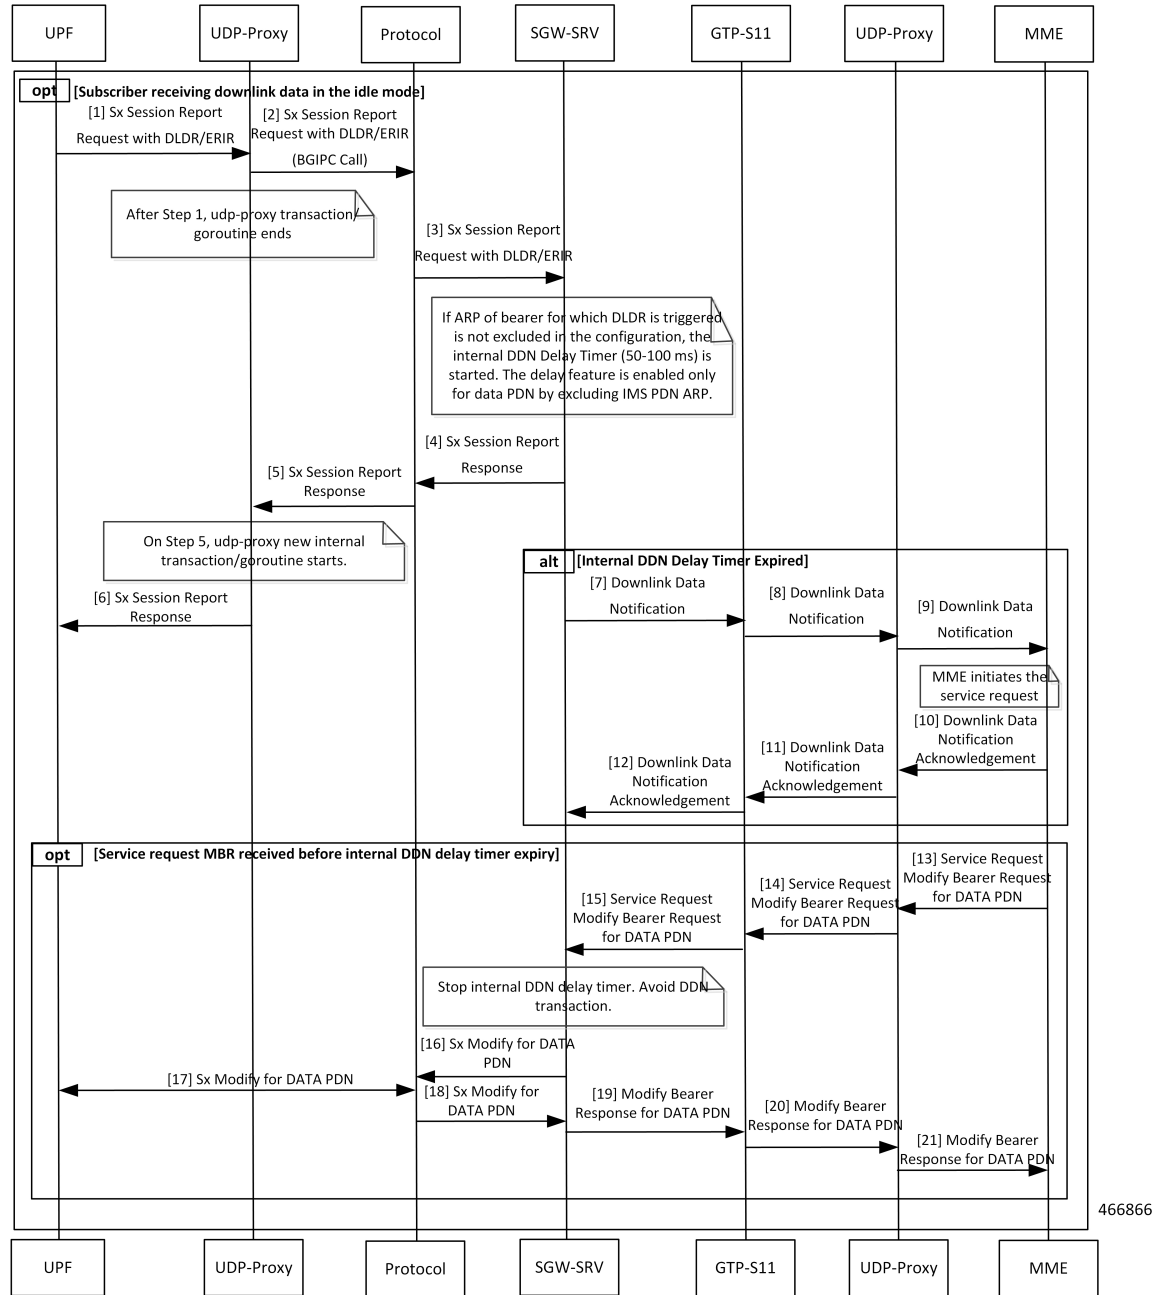 UPF
UDP-Proxy
Protocol
SGW-SRV
GTP-S11
UDP-Proxy
MME
opt
[Subscriber receiving downlink data in the idle mode]
[1] Sx Session Report
Request with DLDR/ERIR
[2] Sx Session Report
Request with DLDR/ERIR
(BGIPC Call)
After Step 1, udp-proxy transaction/
goroutine ends
[3] Sx Session Report
Request with DLDR/ERIR
If ARP of bearer for which DLDR is triggered
is not excluded in the configuration, the
internal DDN Delay Timer (50-100 ms) is
started. The delay feature is enabled only
for data PDN by excluding IMS PDN ARP.
[4] Sx Session Report
Response
[5] Sx Session Report
Response
On Step 5, udp-proxy new internal
transaction/goroutine starts.
[6] Sx Session Report
Response
alt
[Internal DDN Delay Timer Expired]
[7] Downlink Data
Notification
[8] Downlink Data
Notification
[9] Downlink Data
Notification
MME initiates the
service request
[10] Downlink Data
Notification
Acknowledgement
[11] Downlink Data
Notification
Acknowledgement
[12] Downlink Data
Notification
Acknowledgement
opt
[Service request MBR received before internal DDN delay timer expiry]
[13] Service Request
Modify Bearer Request
for DATA PDN
[14] Service Request
Modify Bearer Request
for DATA PDN
[15] Service Request
Modify Bearer Request
for DATA PDN
Stop internal DDN delay timer. Avoid DDN
transaction.
[16] Sx Modify for DATA
PDN
[17] Sx Modify for DATA PDN
[18] Sx Modify for
DATA PDN
[19] Modify Bearer
Response for DATA PDN
[20] Modify Bearer
Response for DATA PDN
[21] Modify Bearer
Response for DATA PDN
466866
UPF
UDP-Proxy
Protocol
SGW-SRV
GTP-S11
UDP-Proxy
MME